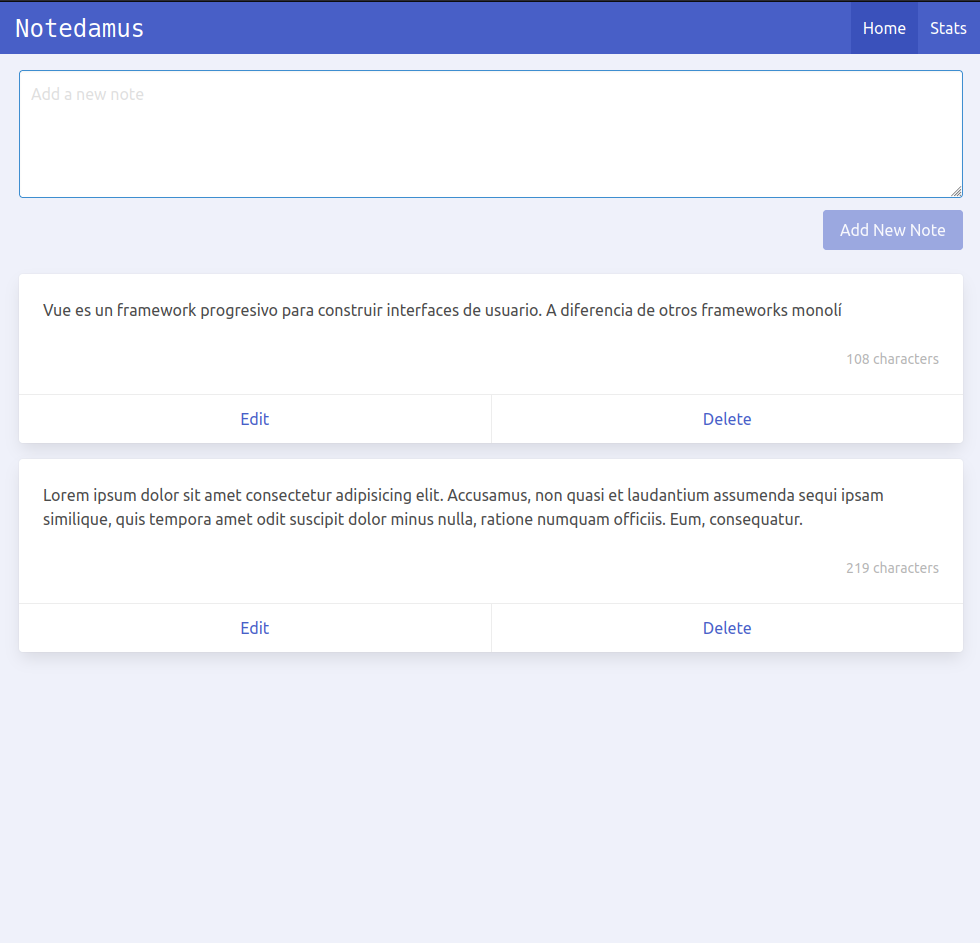 Notedamus
Home
Stats
Add a new note
Add New Note
Vue es un framework progresivo para construir interfaces de usuario. A diferencia de otros frameworks monolí
108 characters
Edit
Delete
Lorem ipsum dolor sit amet consectetur adipisicing elit. Accusamus, non quasi et laudantium assumenda sequi ipsam
similique, quis tempora amet odit suscipit dolor minus nulla, ratione numquam officiis. Eum, consequatur.
219 characters
Edit
Delete